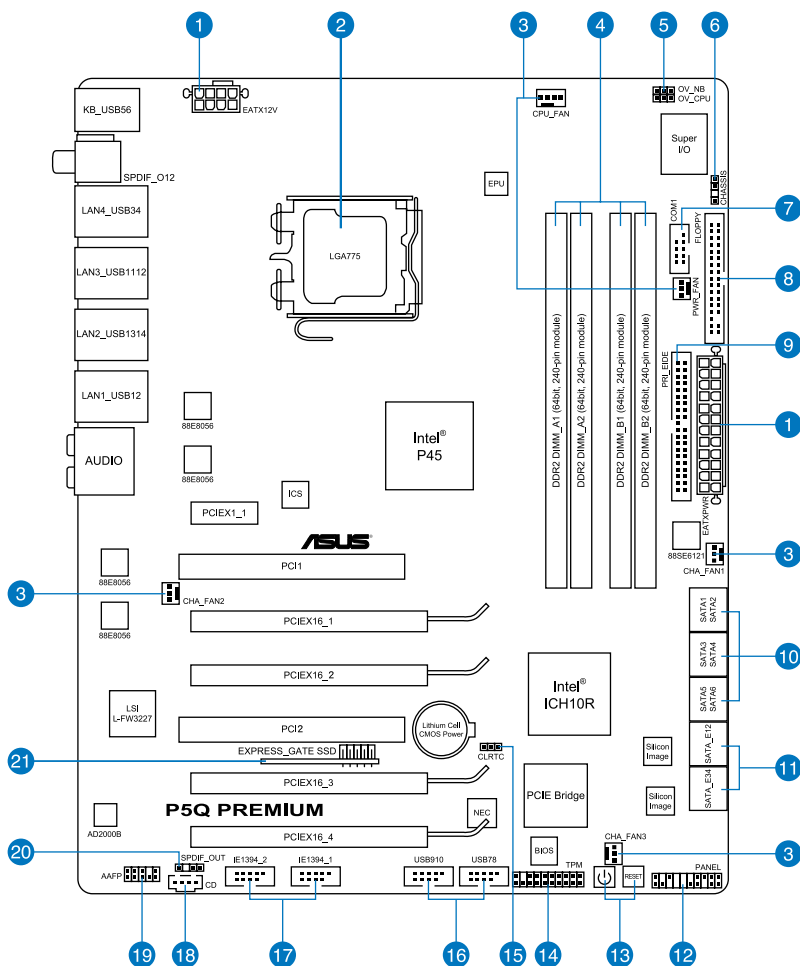 1
2
3
4
5
6
KB_USB56
EATX12V
CPU_FAN
OV_NB
OV_CPU
Super
I/O
SPDIF_O12
EPU
CHASSIS
LAN4_USB34
LGA775
COM1
FLOPPY
7
LAN3_USB1112
PWR_FAN
8
LAN2_USB1314
DDR2 DIMM_A1 (64bit, 240-pin module)
DDR2 DIMM_A2 (64bit, 240-pin module)
DDR2 DIMM_B1 (64bit, 240-pin module)
DDR2 DIMM_B2 (64bit, 240-pin module)
PRI_EIDE
9
LAN1_USB12
88E8056
Intel®
P45
1
AUDIO
88E8056
ICS
PCIEX1_1
EATXPWR
ASUS
88SE6121
3
CHA_FAN1
88E8056
PCI1
3
CHA_FAN2
88E8056
PCIEX16_1
SATA1
SATA2
SATA3
SATA4
10
PCIEX16_2
Intel®
ICH10R
SATA5
SATA6
LSI
L-FW3227
PCI2
Lithium Cell
CMOS Power
SATA_E12
EXPRESS_GATE SSD
CLRTC
Silicon
Image
21
11
PCIEX16_3
PCIE Bridge
SATA_E34
P5Q PREMIUM
NEC
Silicon
Image
AD2000B
PCIEX16_4
BIOS
CHA_FAN3
3
20
SPDIF_OUT
IE1394_2
IE1394_1
USB910
USB78
TPM
PANEL
AAFP
CD
RESET
19
18
17
16
15
14
13
12